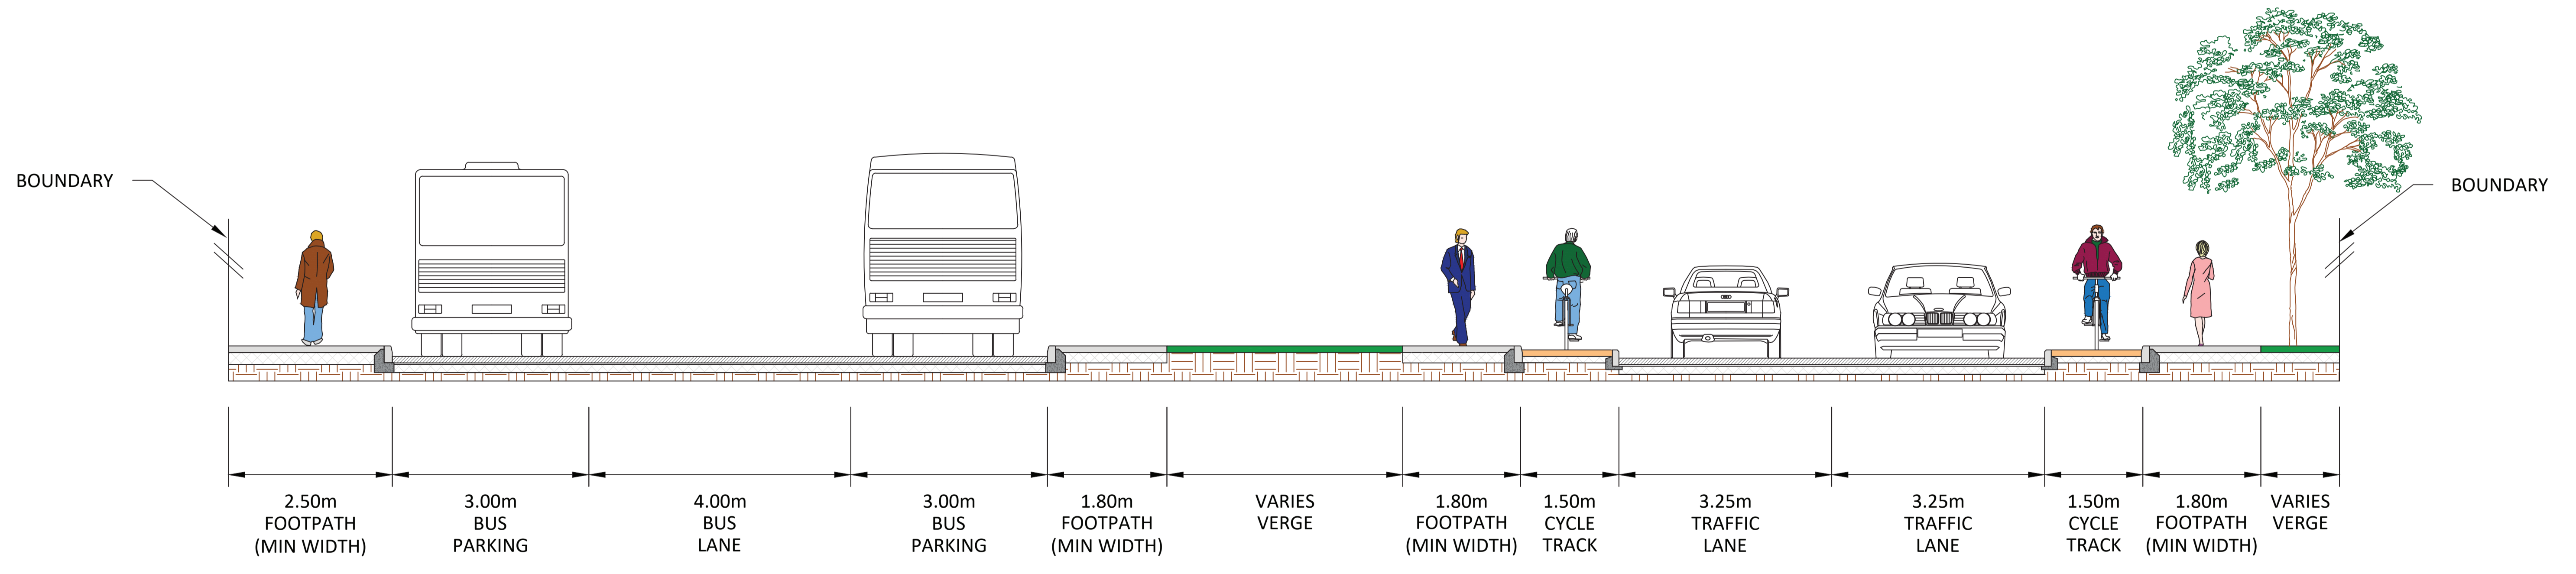 BOUNDARY
BOUNDARY
2.50m
FOOTPATH
(MIN WIDTH)
3.00m
BUS
PARKING
4.00m
BUS
LANE
3.00m
BUS
PARKING
1.80m
FOOTPATH
(MIN WIDTH)
VARIES
VERGE
1.80m
FOOTPATH
(MIN WIDTH)
1.50m
CYCLE
TRACK
3.25m
TRAFFIC
LANE
3.25m
TRAFFIC
LANE
1.50m
CYCLE
TRACK
1.80m
FOOTPATH
(MIN WIDTH)
VARIES
VERGE